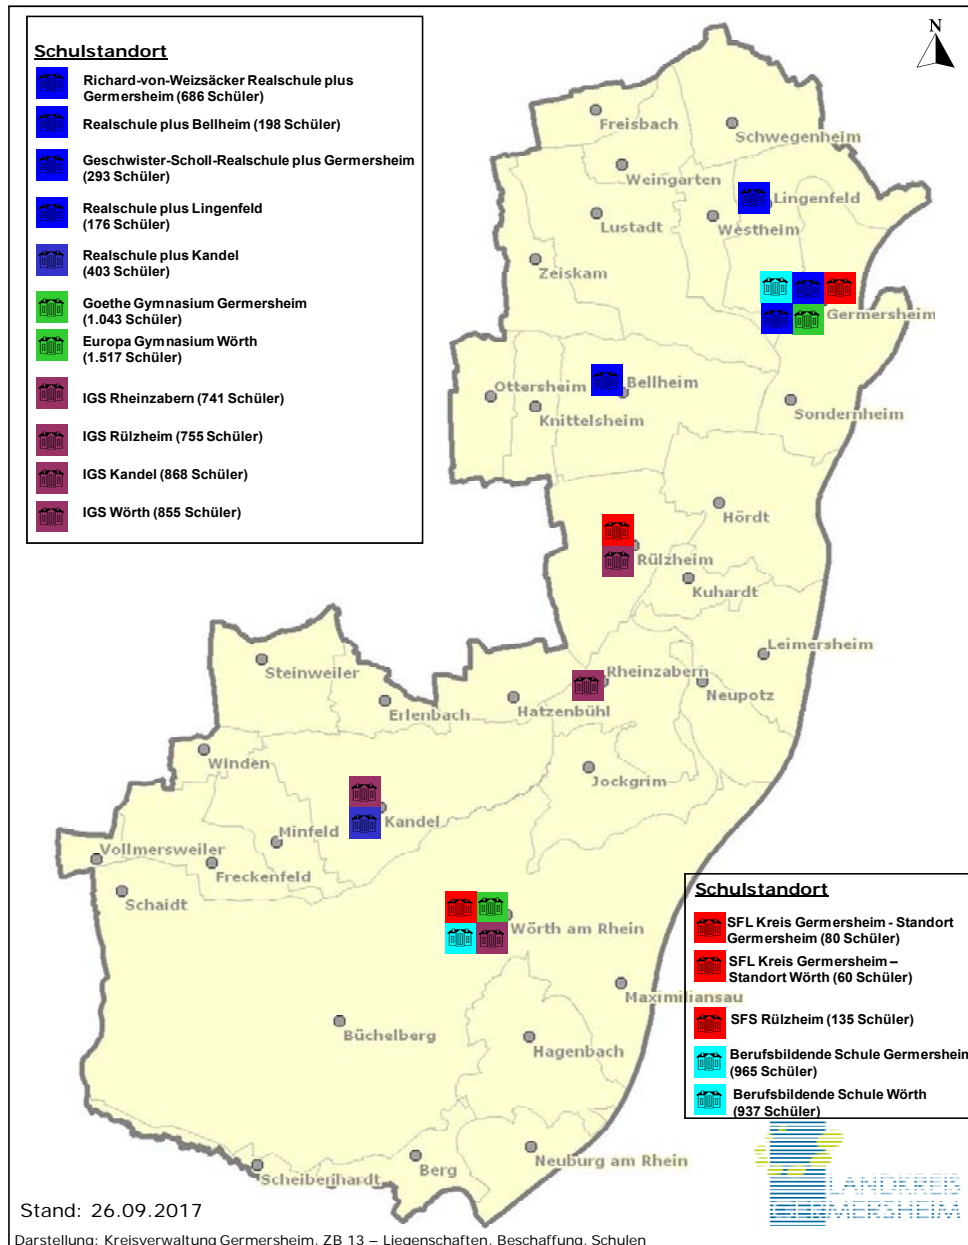 N
Schulstandort
Richard-von-Weizsäcker Realschule plus
Germersheim (686 Schüler)
Realschule plus Bellheim (198 Schüler)
Geschwister-Scholl-Realschule plus Germersheim
(293 Schüler)
Realschule plus Lingenfeld
(176 Schüler)
Realschule plus Kandel
(403 Schüler)
Goethe Gymnasium Germersheim
(1.043 Schüler)
Europa Gymnasium Wörth
(1.517 Schüler)
IGS Rheinzabern (741 Schüler)
IGS Rülzheim (755 Schüler)
IGS Kandel (868 Schüler)
IGS Wörth (855 Schüler)
Freisbach
Schwegenheim
Weingarten
Lingenfeld
Lustadt
Westheim
Zeiskam
Germersheim
Ottersheim
Bellheim
Knittelsheim
Sondernheim
Hördt
Rülzheim
Kuhardt
Leimersheim
Steinweiler
Rheinzabern
Neupotz
Erlenbach
Hatzenbühl
Winden
Jockgrim
Kandel
Minfeld
Vollmersweiler
Freckenfeld
Schaidt
Wörth am Rhein
Maximiliansau
Büchelberg
Hagenbach
Neuburg am Rhein
Berg
Scheibenhardt
Schulstandort
SFL Kreis Germersheim - Standort
Germersheim (80 Schüler)
SFL Kreis Germersheim –
Standort Wörth (60 Schüler)
SFS Rülzheim (135 Schüler)
Berufsbildende Schule Germersheim
(965 Schüler)
Berufsbildende Schule Wörth
(937 Schüler)
LANDKREIS
GERMERSHEIM
Stand: 26.09.2017
Darstellung: Kreisverwaltung Germersheim, ZB 13 – Liegenschaften, Beschaffung, Schulen